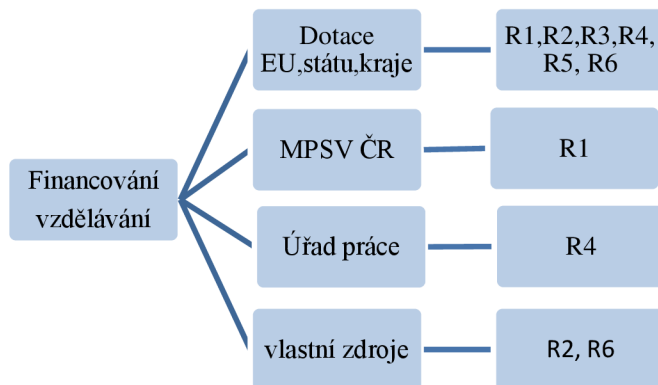 Financování
vzdělávání
Dotace
EU,státu,kraje
R1,R2,R3,R4,
R5, R6
MPSV ČR
R1
Úřad práce
R4
vlastní zdroje
R2, R6